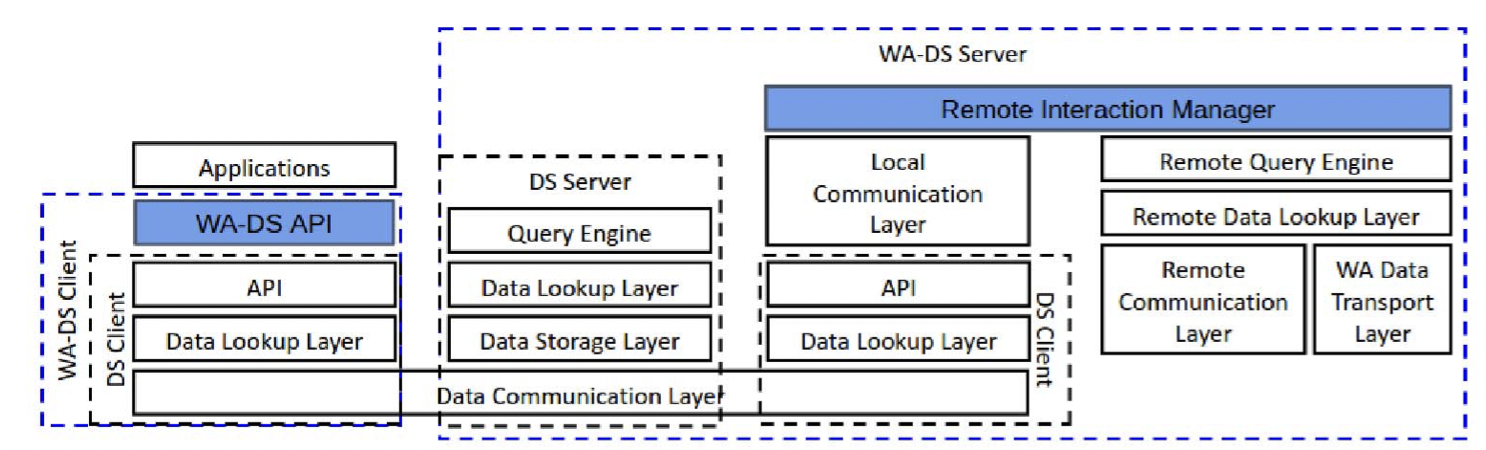 WA-DS Server
Remote Interaction Manager
Applications
DS Server
Local
Communication
Layer
Remote Query Engine
WA-DS Client
WA-DS API
Query Engine
Remote Data Lookup Layer
DS Client
API
Data Lookup Layer
API
DS Client
Remote
Communication
Layer
WA Data
Transport
Layer
Data Lookup Layer
Data Storage Layer
Data Lookup Layer
Data Communication Layer